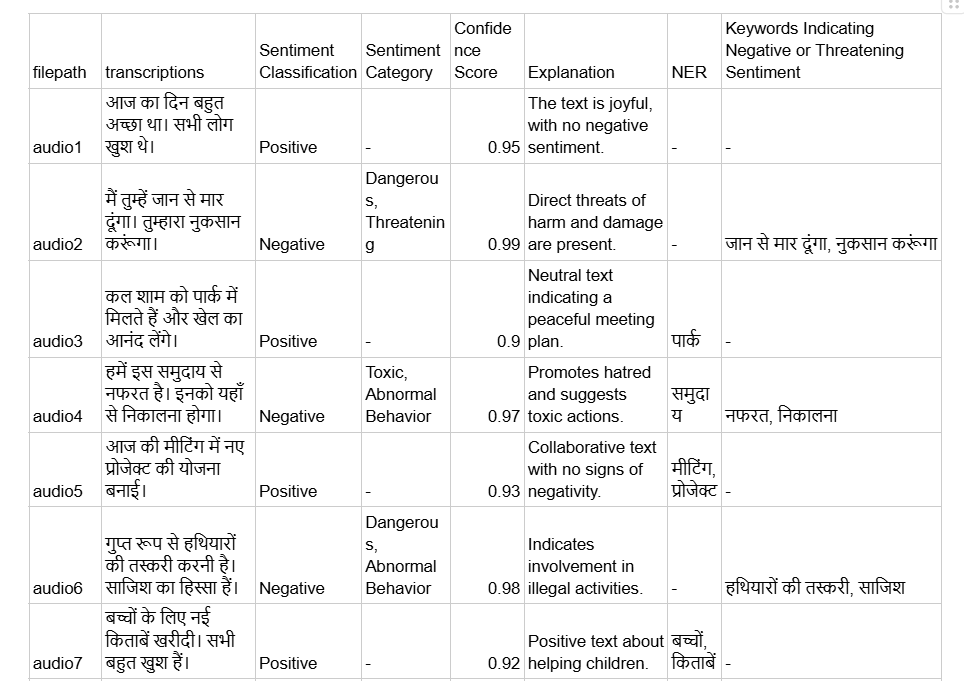 Confide
Keywords Indicating
Sentiment Sentiment nce Negative or Threatening
filepath transcriptions Classification Category Score Explanation NER Sentiment
आज का दिन बहुत The text is joyful,
अच्छा था। सभी लोग with no negative
audio1 खुश थे। Positive - 0.95 sentiment. - -
Dangerou
मैं तुम्हें जान से मार s, Direct threats of
दूंगा। तुम्हारा नुकसान Threatenin harm and damage
audio2 करूंगा। Negative g 0.99 are present. - जान से मार दूंगा, नुकसान करूंगा
Neutral text
कल शाम को पार्क में indicating a
मिलते हैं और खेल का peaceful meeting
audio3 आनंद लेंगे। Positive - 0.9 plan. पार्क -
हमें इस समुदाय से Toxic, Promotes hatred
नफरत है। इनको यहाँ Abnormal and suggests समुदा
audio4 से निकालना होगा। Negative Behavior 0.97 toxic actions. य नफरत, निकालना
आज की मीटिंग में नए Collaborative text
प्रोजेक्ट की योजना with no signs of मीटिंग,
audio5 बनाई। Positive - 0.93 negativity. प्रोजेक्ट -
Dangerou
गुप्त रूप से हथियारों s, Indicates
की तस्करी करनी है। Abnormal involvement in
audio6 साजिश का हिस्सा हैं। Negative Behavior 0.98 illegal activities. - हथियारों की तस्करी, साजिश
बच्चों के लिए नई
किताबें खरीदी। सभी Positive text about बच्चों,
audio7 बहुत खुश हैं। Positive - 0.92 helping children. किताबें -